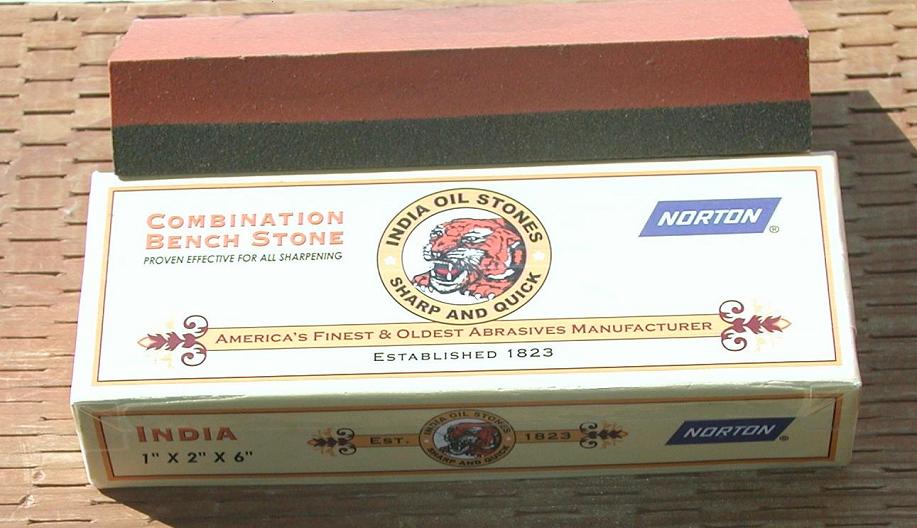 COMBINATION
BENCH STONE
PROVEN EFFECTIVE FOR ALL SHARPENING
INDIA OIL STONES
SHARP AND QUICK
NORTON®
AMERICA'S FINEST & OLDEST ABRASIVES MANUFACTURER
ESTABLISHED 1823
INDIA
1" X 2" X 6"
EST.
INDIA OIL STONES
SHARP AND QUICK
1823
NORTON®